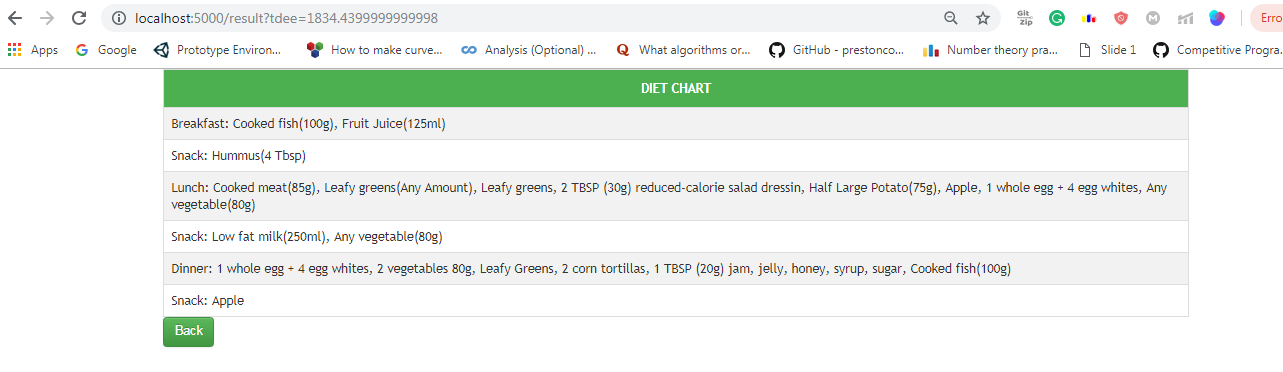 localhost:5000/result?tdee=1834.4399999999998
Git Zip
G
M
Erro
Apps
Google
Prototype Environ...
How to make curve...
Analysis (Optional) ...
What algorithms or...
GitHub - prestonco...
Number theory pra...
Slide 1
Competitive Progra.
DIET CHART
Breakfast: Cooked fish(100g), Fruit Juice(125ml)
Snack: Hummus(4 Tbsp)
Lunch: Cooked meat(85g), Leafy greens(Any Amount), Leafy greens, 2 TBSP (30g) reduced-calorie salad dressin, Half Large Potato(75g), Apple, 1 whole egg + 4 egg whites, Any
vegetable(80g)
Snack: Low fat milk(250ml), Any vegetable(80g)
Dinner: 1 whole egg + 4 egg whites, 2 vegetables 80g, Leafy Greens, 2 corn tortillas, 1 TBSP (20g) jam, jelly, honey, syrup, sugar, Cooked fish(100g)
Snack: Apple
Back